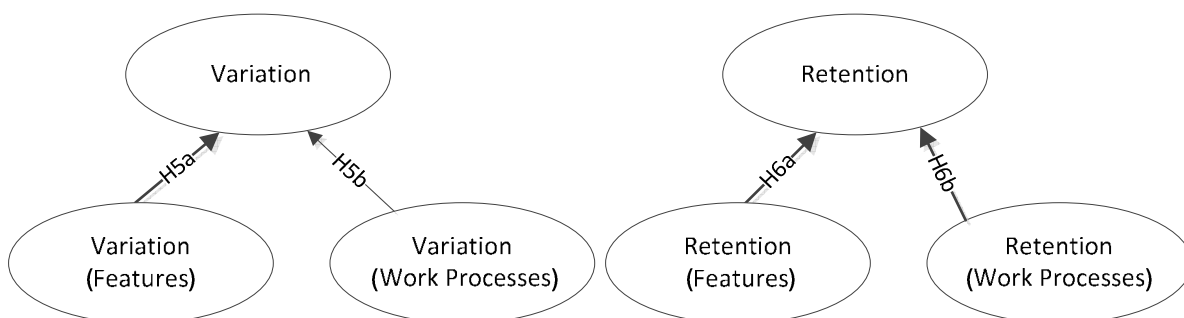 Variation
Retention
H5a
H5b
H6a
H6b
Variation
(Features)
Variation
(Work Processes)
Retention
(Features)
Retention
(Work Processes)